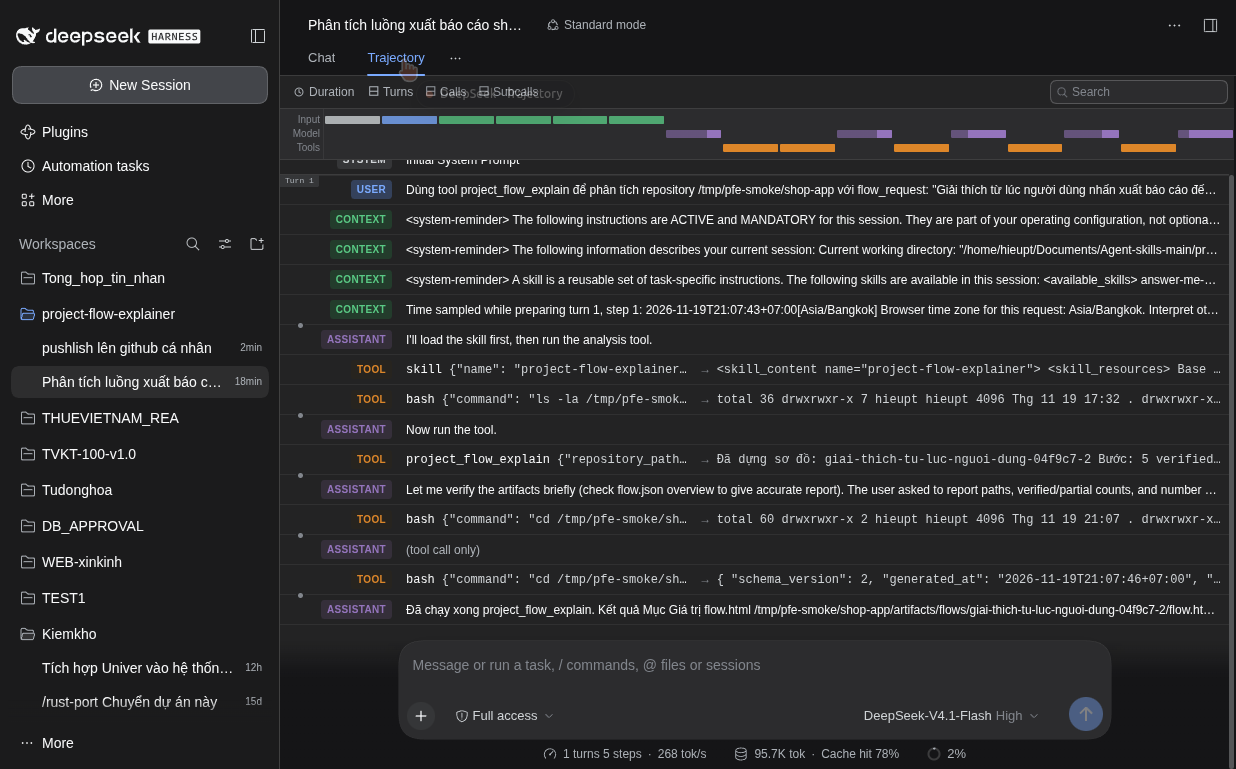 deepseek HARNESS
New Session
Plugins
Automation tasks
More
Workspaces
Tong_hop_tin_nhan
project-flow-explainer
pushlish lên github cá nhân 2min
Phân tích luồng xuất báo c… 18min
THUEVIETNAM_REA
TVKT-100-v1.0
Tudonghoa
DB_APPROVAL
WEB-xinkinh
TEST1
Kiemkho
Tích hợp Univer vào hệ thốn… 12h
/rust-port Chuyển dự án này 15d
More
Phân tích luồng xuất báo cáo sh… Standard mode
Chat Trajectory
Duration Turns Calls Subcalls Search
DeepSeek Trajectory
Input
Model
Tools
SYSTEM Initial System Prompt
Turn 1
USER Dùng tool project_flow_explain để phân tích repository /tmp/pfe-smoke/shop-app với flow_request: "Giải thích từ lúc người dùng nhấn xuất báo cáo đế…
CONTEXT <system-reminder> The following instructions are ACTIVE and MANDATORY for this session. They are part of your operating configuration, not optiona…
CONTEXT <system-reminder> The following information describes your current session: Current working directory: "/home/hieupt/Documents/Agent-skills-main/pr…
CONTEXT <system-reminder> A skill is a reusable set of task-specific instructions. The following skills are available in this session: <available_skills> answer-me-…
CONTEXT Time sampled while preparing turn 1, step 1: 2026-11-19T21:07:43+07:00[Asia/Bangkok] Browser time zone for this request: Asia/Bangkok. Interpret ot…
ASSISTANT I'll load the skill first, then run the analysis tool.
TOOL skill {"name": "project-flow-explainer… → <skill_content name="project-flow-explainer"> <skill_resources> Base …
TOOL bash {"command": "ls -la /tmp/pfe-smok… → total 36 drwxrwxr-x 7 hieupt hieupt 4096 Thg 11 19 17:32 . drwxrwxr-x…
ASSISTANT Now run the tool.
TOOL project_flow_explain {"repository_path… → Đã dựng sơ đồ: giai-thich-tu-luc-nguoi-dung-04f9c7-2 Bước: 5 verified…
ASSISTANT Let me verify the artifacts briefly (check flow.json overview to give accurate report). The user asked to report paths, verified/partial counts, and number …
TOOL bash {"command": "cd /tmp/pfe-smoke/sh… → total 60 drwxrwxr-x 2 hieupt hieupt 4096 Thg 11 19 21:07 . drwxrwxr-x…
ASSISTANT (tool call only)
TOOL bash {"command": "cd /tmp/pfe-smoke/sh… → { "schema_version": 2, "generated_at": "2026-11-19T21:07:46+07:00", "…
ASSISTANT Đã chạy xong project_flow_explain. Kết quả Mục Giá trị flow.html /tmp/pfe-smoke/shop-app/artifacts/flows/giai-thich-tu-luc-nguoi-dung-04f9c7-2/flow.ht…
Message or run a task, / commands, @ files or sessions
Full access DeepSeek-V4.1-Flash High
1 turns 5 steps · 268 tok/s 95.7K tok · Cache hit 78% 2%